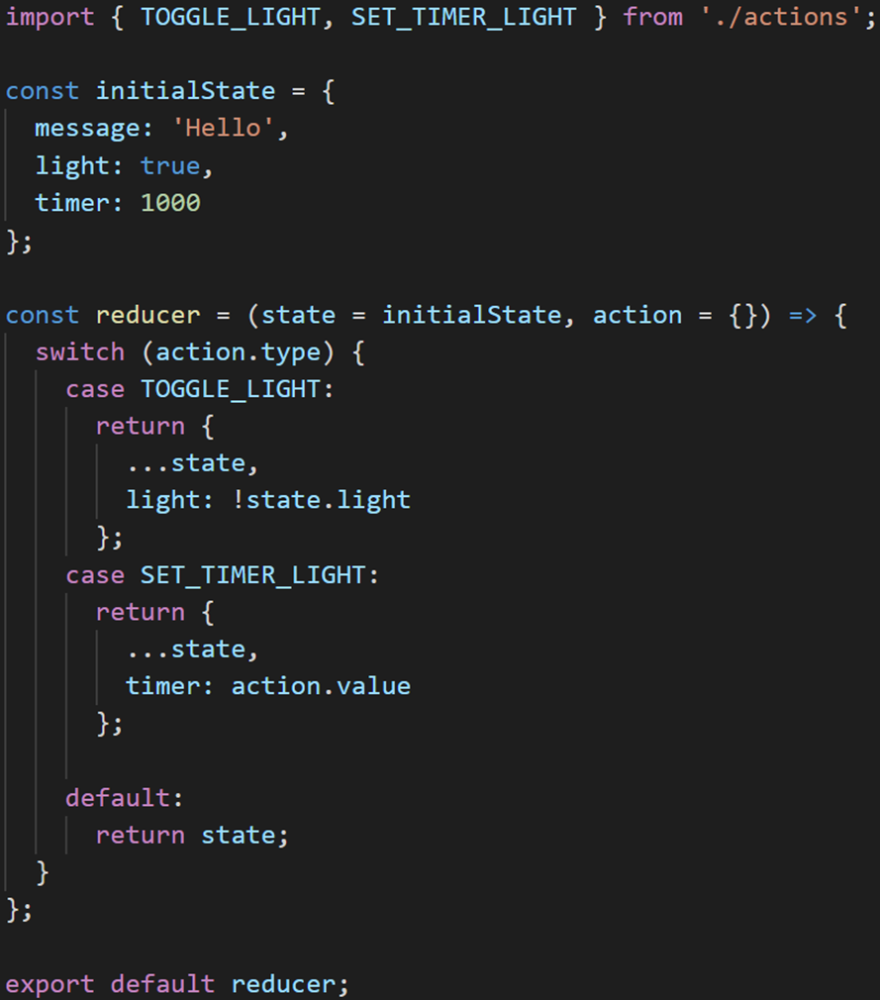 import { TOGGLE_LIGHT, SET_TIMER_LIGHT } from './actions';

const initialState = {
  message: 'Hello',
  light: true,
  timer: 1000
};

const reducer = (state = initialState, action = {}) => {
  switch (action.type) {
    case TOGGLE_LIGHT:
      return {
        ...state,
        light: !state.light
      };
    case SET_TIMER_LIGHT:
      return {
        ...state,
        timer: action.value
      };

    default:
      return state;
  }
};

export default reducer;